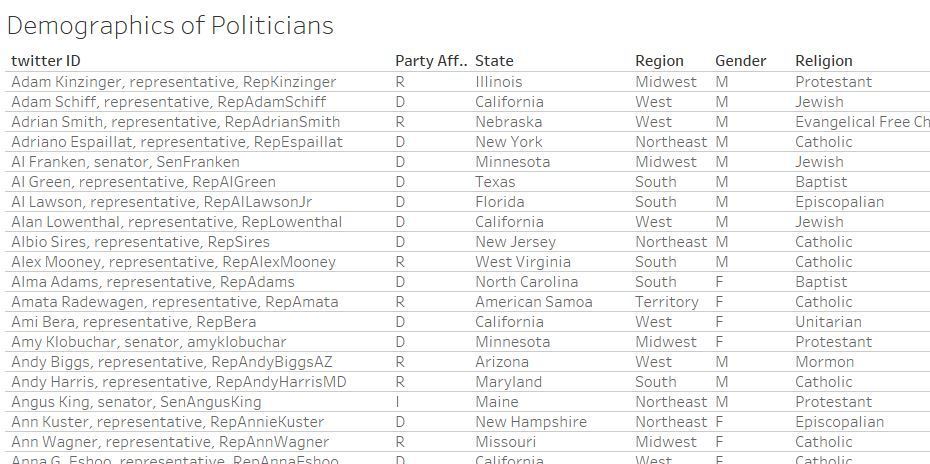 Demographics of Politicians
twitter ID Party Aff.. State Region Gender Religion
Adam Kinzinger, representative, RepKinzinger R Illinois Midwest M Protestant
Adam Schiff, representative, RepAdamSchiff D California West M Jewish
Adrian Smith, representative, RepAdrianSmith R Nebraska West M Evangelical Free Ch
Adriano Espaillat, representative, RepEspaillat D New York Northeast M Catholic
Al Franken, senator, SenFranken D Minnesota Midwest M Jewish
Al Green, representative, RepAlGreen D Texas South M Baptist
Al Lawson, representative, RepAlLawsonJr D Florida South M Episcopalian
Alan Lowenthal, representative, RepLowenthal D California West M Jewish
Albio Sires, representative, RepSires D New Jersey Northeast M Catholic
Alex Mooney, representative, RepAlexMooney R West Virginia South M Catholic
Alma Adams, representative, RepAdams D North Carolina South F Baptist
Amata Radewagen, representative, RepAmata R American Samoa Territory F Catholic
Ami Bera, representative, RepBera D California West F Unitarian
Amy Klobuchar, senator, amyklobuchar D Minnesota Midwest F Protestant
Andy Biggs, representative, RepAndyBiggsAZ R Arizona West M Mormon
Andy Harris, representative, RepAndyHarrisMD R Maryland South M Catholic
Angus King, senator, SenAngusKing I Maine Northeast M Protestant
Ann Kuster, representative, RepAnnieKuster D New Hampshire Northeast F Episcopalian
Ann Wagner, representative, RepAnnWagner R Missouri Midwest F Catholic
Anna G. Eshoo, representative, RepAnnaEshoo D California West F Catholic